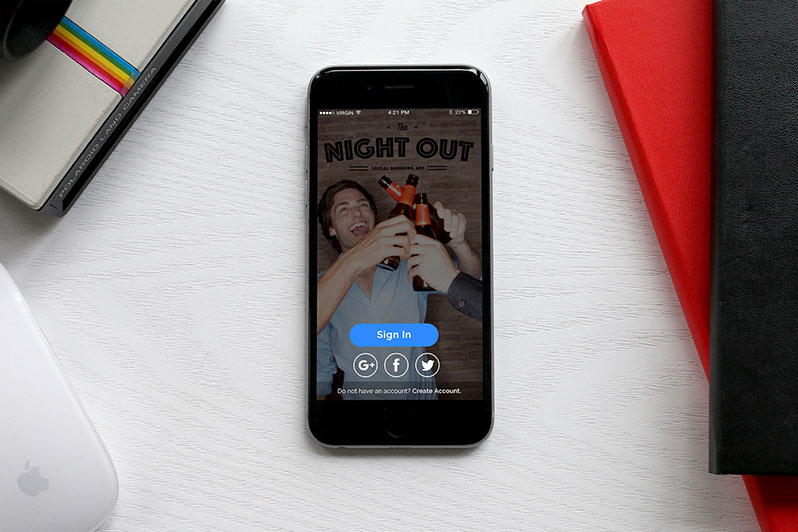 POLAROID LAND CAMERA
VIRGIN 4:21 PM 22%
The
NIGHT OUT
SOCIAL DRINKING APP
Sign In
G+ f
Do not have an account? Create Account.